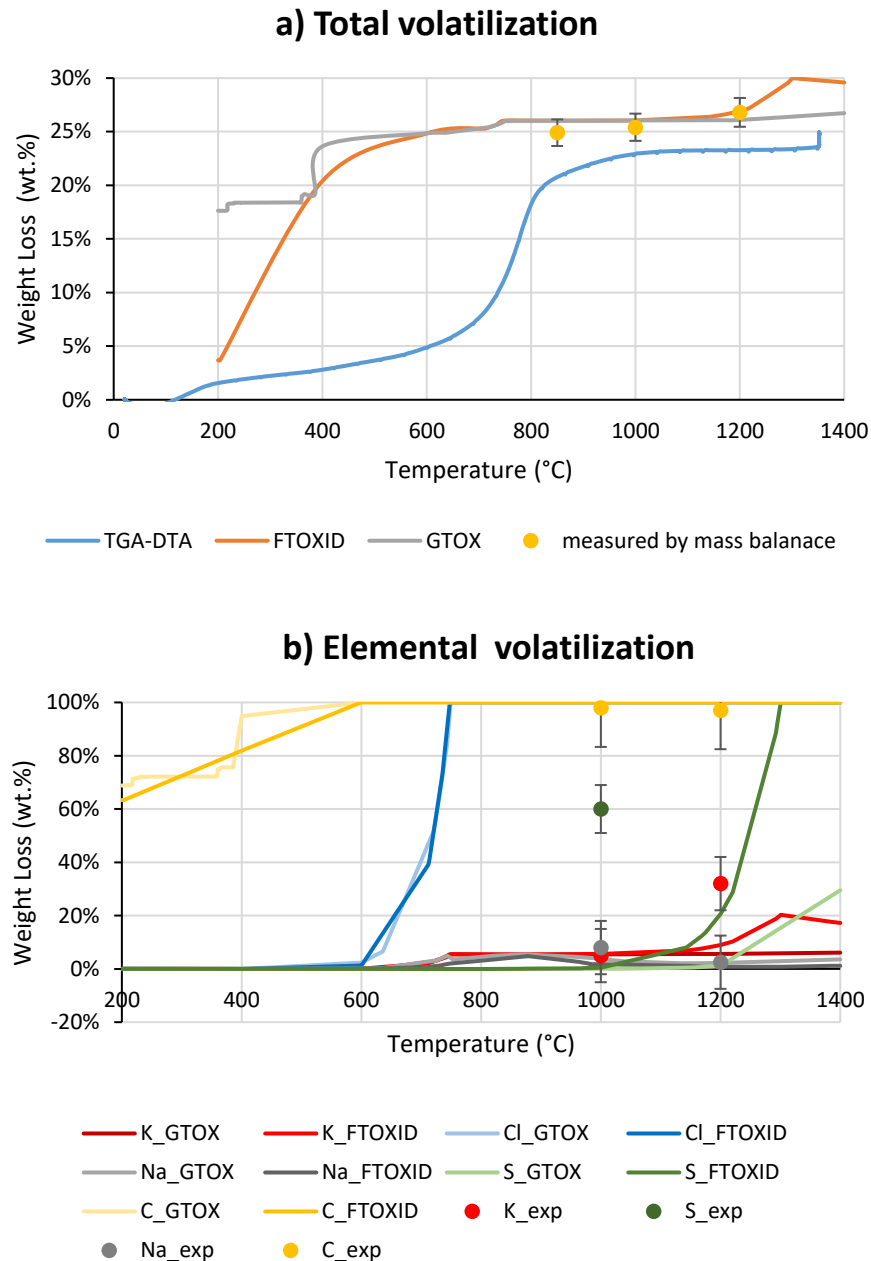 a) Total volatilization
30%
25%
20%
15%
10%
5%
0%
Weight Loss (wt.%)
0 200 400 600 800 1000 1200 1400
Temperature (°C)
TGA-DTA FTOXID GTOX measured by mass balanace
b) Elemental volatilization
100%
80%
60%
40%
20%
0%
-20%
Weight Loss (wt.%)
200 400 600 800 1000 1200 1400
Temperature (°C)
K_GTOX K_FTOXID Cl_GTOX Cl_FTOXID
Na_GTOX Na_FTOXID S_GTOX S_FTOXID
C_GTOX C_FTOXID K_exp S_exp
Na_exp C_exp